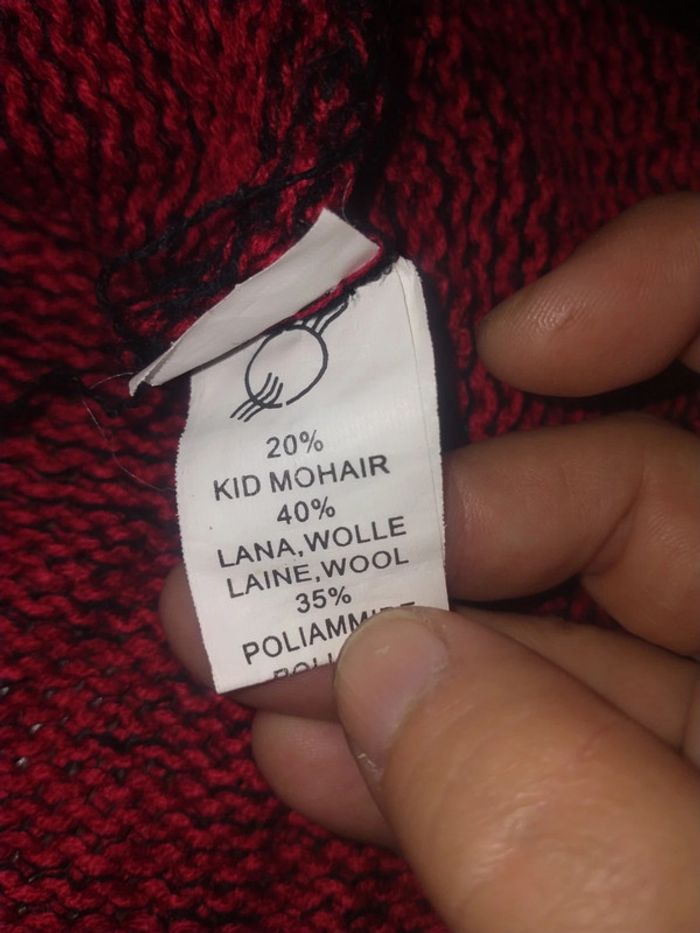 20%
KID MOHAIR
40%
LANA,WOLLE
LAINE,WOOL
35%